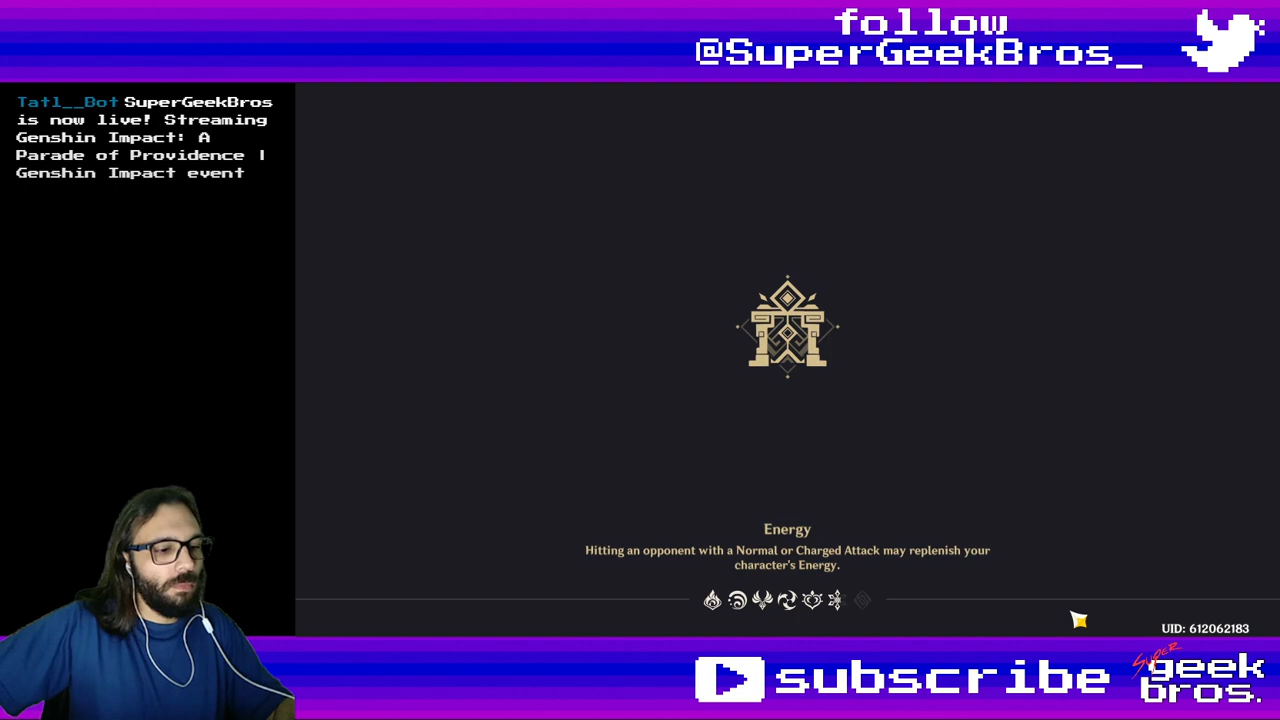 follow
@SuperGeekBros_
Tatl__Bot SuperGeekBros
is now live! Streaming
Genshin Impact: A
Parade of Providence |
Genshin Impact event
Energy
Hitting an opponent with a Normal or Charged Attack may replenish your
character's Energy.
UID: 612062183
subscribe
SUPER
geek
bros.